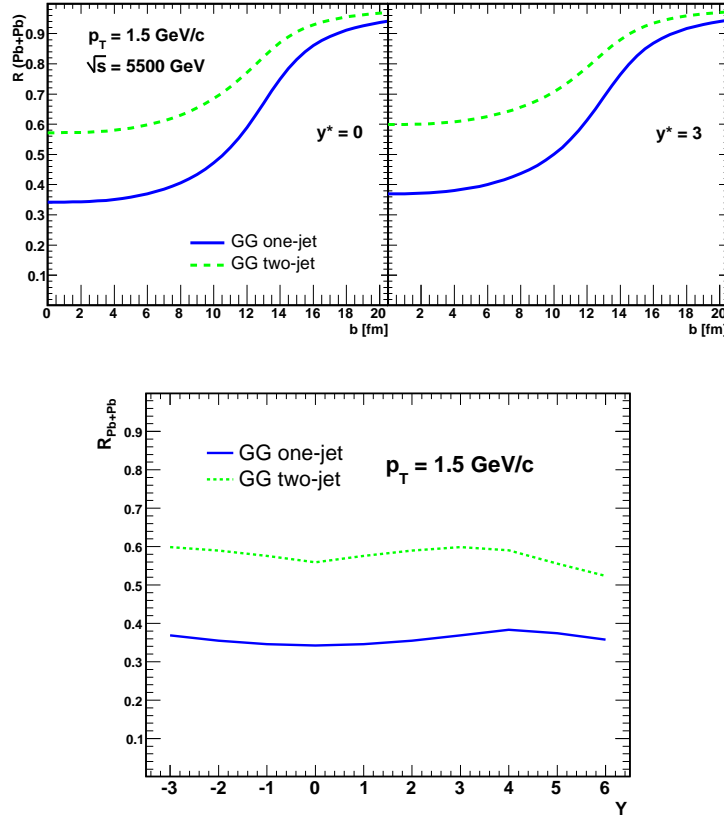 R (Pb+Pb)
0.9
0.8
0.7
0.6
0.5
0.4
0.3
0.2
0.1
p_T = 1.5 GeV/c
√s = 5500 GeV
y* = 0
GG one-jet
GG two-jet
0 2 4 6 8 10 12 14 16 18 20
b [fm]
y* = 3
2 4 6 8 10 12 14 16 18 20
b [fm]
R_Pb+Pb
0.9
0.8
0.7
0.6
0.5
0.4
0.3
0.2
0.1
GG one-jet
GG two-jet
p_T = 1.5 GeV/c
-3 -2 -1 0 1 2 3 4 5 6
Y